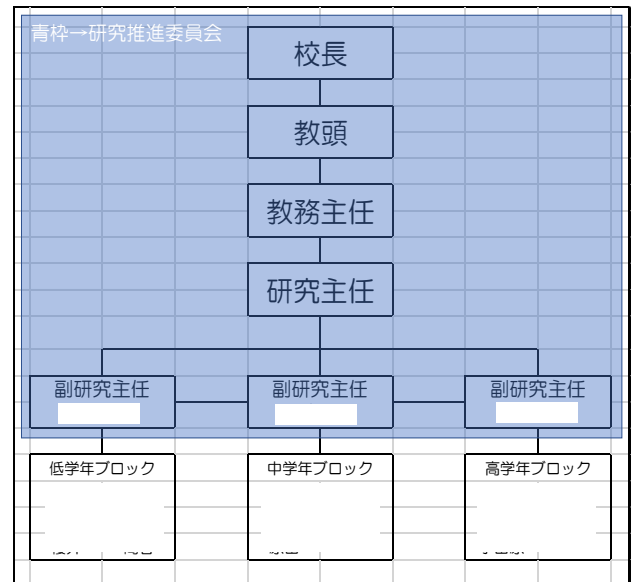 青枠→研究推進委員会
校長
教頭
教務主任
研究主任
副研究主任
副研究主任
副研究主任
低学年ブロック
中学年ブロック
高学年ブロック